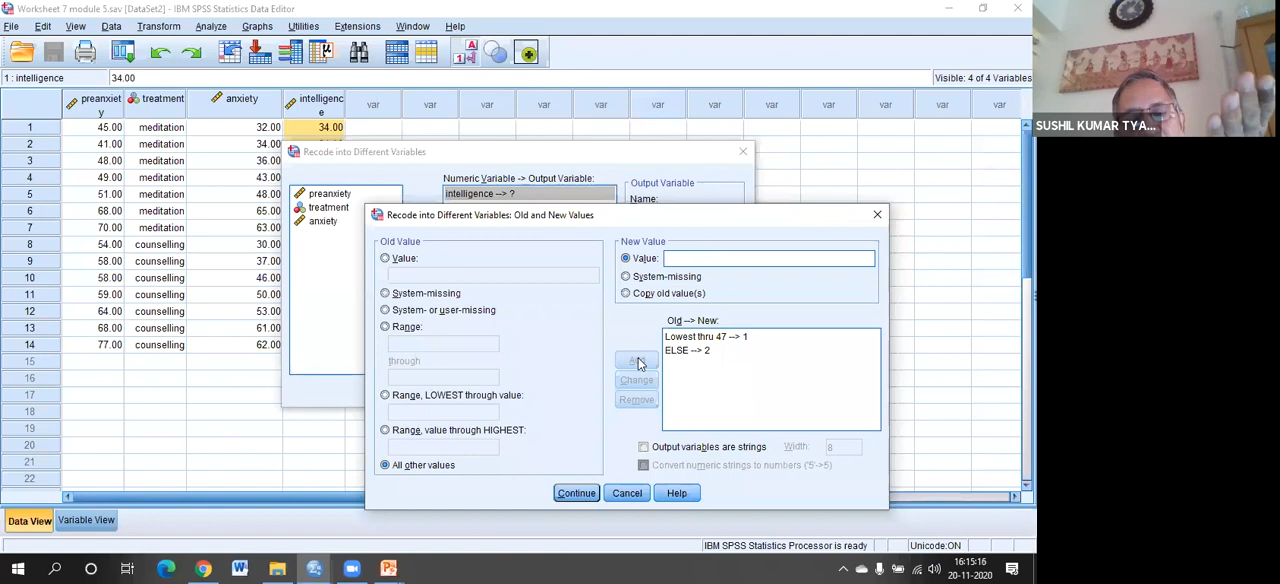 Worksheet 7 module 5.sav [DataSet2] - IBM SPSS Statistics Data Editor
File Edit View Data Transform Analyze Graphs Utilities Extensions Window Help
1 : intelligence 34.00 Visible: 4 of 4 Variables
preanxiety treatment anxiety intelligence var var var var var var var var
1 45.00 meditation 32.00 34.00
2 41.00 meditation 34.00
3 48.00 meditation 36.00
4 49.00 meditation 43.00
5 51.00 meditation 48.00
6 68.00 meditation 65.00
7 70.00 meditation 63.00
8 54.00 counselling 30.00
9 58.00 counselling 37.00
10 58.00 counselling 46.00
11 59.00 counselling 50.00
12 64.00 counselling 53.00
13 68.00 counselling 61.00
14 77.00 counselling 62.00
15
16
17
18
19
20
21
22
Recode into Different Variables
preanxiety
treatment
anxiety
Numeric Variable -> Output Variable:
intelligence --> ?
Output Variable
Name:
Recode into Different Variables: Old and New Values
Old Value
Value:
System-missing
System- or user-missing
Range:
through
Range, LOWEST through value:
Range, value through HIGHEST:
All other values
New Value
Value:
System-missing
Copy old value(s)
Old --> New:
Lowest thru 47 --> 1
ELSE --> 2
Change
Remove
Output variables are strings Width: 8
Convert numeric strings to numbers ('5'->5)
Continue Cancel Help
Data View Variable View
IBM SPSS Statistics Processor is ready Unicode:ON
16:15:16
20-11-2020
SUSHIL KUMAR TYA...